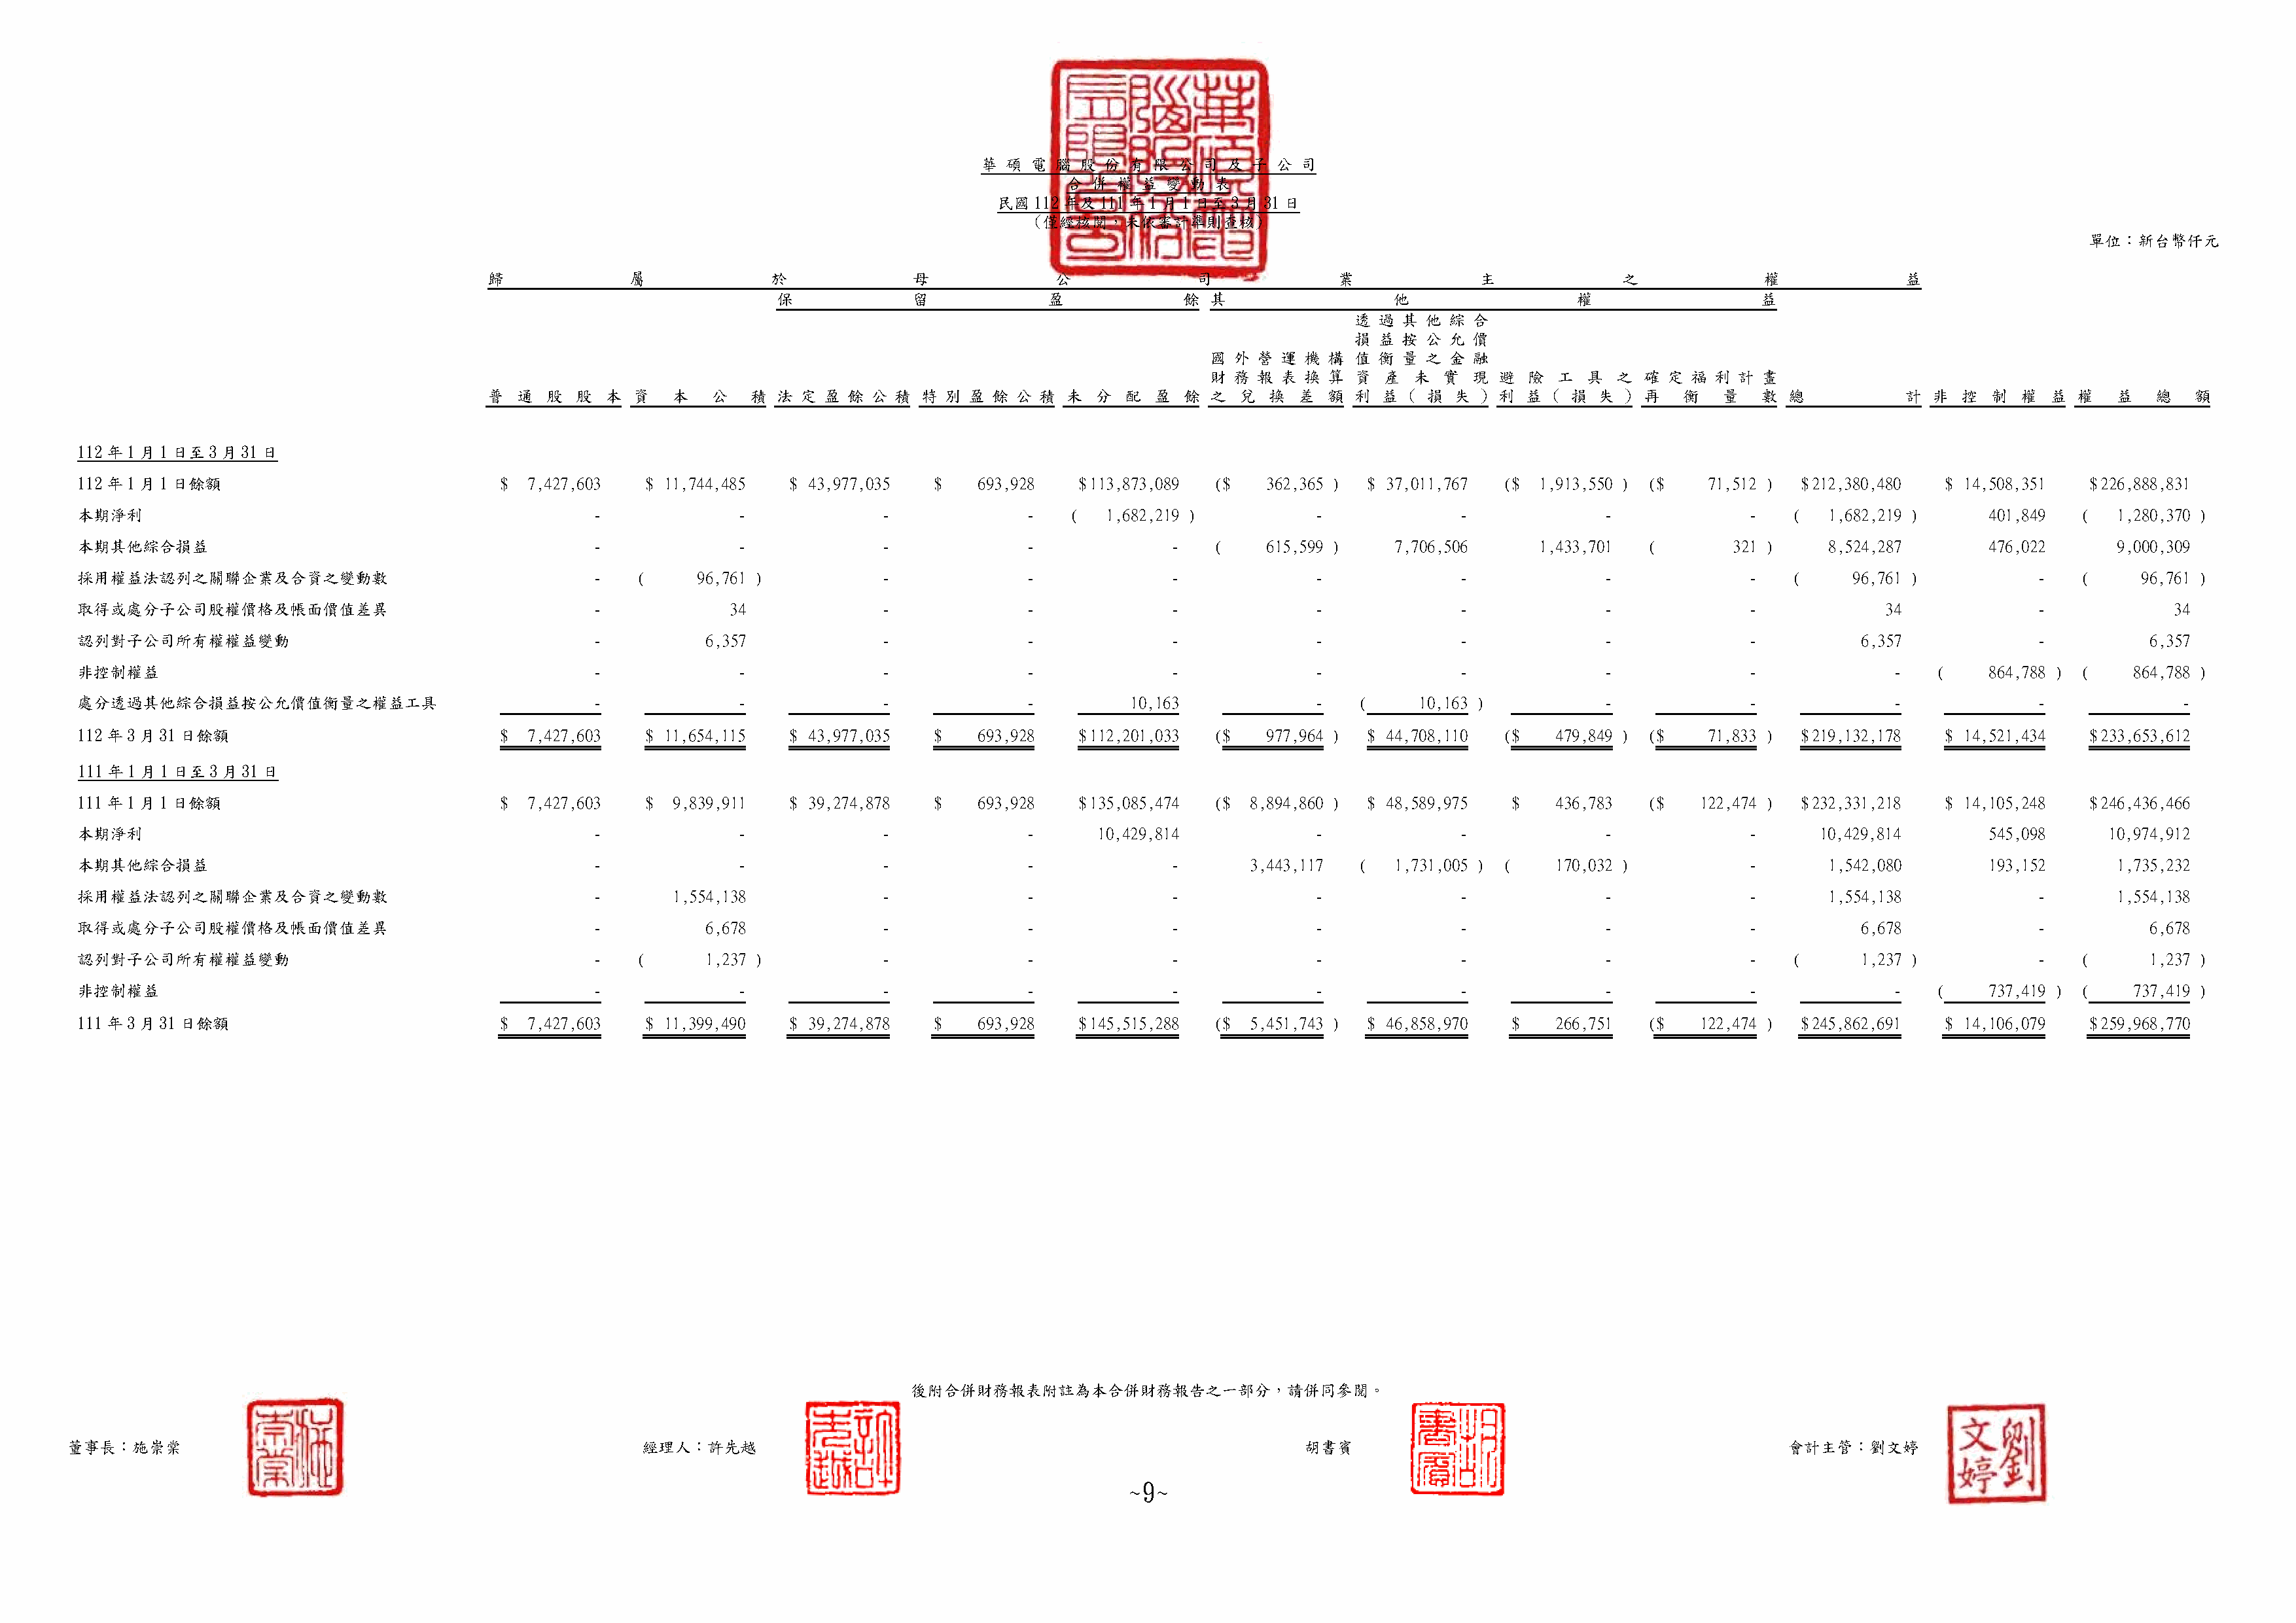 華碩電腦股份有限公司及子公司
合併權益變動表
民國112年及111年1月1日至3月31日
(僅經核閱，未依審計準則查核)
單位：新台幣仟元
歸屬於母公司業主之權益
保留盈餘 其他權益
普通股股本 資本公積 法定盈餘公積 特別盈餘公積 未分配盈餘 國外營運機構財務報表換算之兌換差額 透過其他綜合損益按公允價值衡量之金融資產未實現利益(損失) 避險工具之利益(損失) 確定福利計畫再衡量數 總計 非控制權益 權益總額
112年1月1日至3月31日
112年1月1日餘額 $ 7,427,603 $ 11,744,485 $ 43,977,035 $ 693,928 $113,873,089 ($ 362,365 ) $ 37,011,767 ($ 1,913,550 ) ($ 71,512 ) $212,380,480 $ 14,508,351 $226,888,831
本期淨利 - - - - ( 1,682,219 ) - - - - ( 1,682,219 ) 401,849 ( 1,280,370 )
本期其他綜合損益 - - - - - ( 615,599 ) 7,706,506 1,433,701 ( 321 ) 8,524,287 476,022 9,000,309
採用權益法認列之關聯企業及合資之變動數 - ( 96,761 ) - - - - - - - ( 96,761 ) - ( 96,761 )
取得或處分子公司股權價格及帳面價值差異 - 34 - - - - - - - 34 - 34
認列對子公司所有權權益變動 - 6,357 - - - - - - - 6,357 - 6,357
非控制權益 - - - - - - - - - - ( 864,788 ) ( 864,788 )
處分透過其他綜合損益按公允價值衡量之權益工具 - - - - 10,163 - ( 10,163 ) - - - - -
112年3月31日餘額 $ 7,427,603 $ 11,654,115 $ 43,977,035 $ 693,928 $112,201,033 ($ 977,964 ) $ 44,708,110 ($ 479,849 ) ($ 71,833 ) $219,132,178 $ 14,521,434 $233,653,612
111年1月1日至3月31日
111年1月1日餘額 $ 7,427,603 $ 9,839,911 $ 39,274,878 $ 693,928 $135,085,474 ($ 8,894,860 ) $ 48,589,975 $ 436,783 ($ 122,474 ) $232,331,218 $ 14,105,248 $246,436,466
本期淨利 - - - - 10,429,814 - - - - 10,429,814 545,098 10,974,912
本期其他綜合損益 - - - - - 3,443,117 ( 1,731,005 ) ( 170,032 ) - 1,542,080 193,152 1,735,232
採用權益法認列之關聯企業及合資之變動數 - 1,554,138 - - - - - - - 1,554,138 - 1,554,138
取得或處分子公司股權價格及帳面價值差異 - 6,678 - - - - - - - 6,678 - 6,678
認列對子公司所有權權益變動 - ( 1,237 ) - - - - - - - ( 1,237 ) - ( 1,237 )
非控制權益 - - - - - - - - - - ( 737,419 ) ( 737,419 )
111年3月31日餘額 $ 7,427,603 $ 11,399,490 $ 39,274,878 $ 693,928 $145,515,288 ($ 5,451,743 ) $ 46,858,970 $ 266,751 ($ 122,474 ) $245,862,691 $ 14,106,079 $259,968,770
後附合併財務報表附註為本合併財務報告之一部分，請併同參閱。
董事長：施崇棠 經理人：許先越 胡書賓 會計主管：劉文婷
施崇棠 許先越 胡書賓 劉文婷
~9~